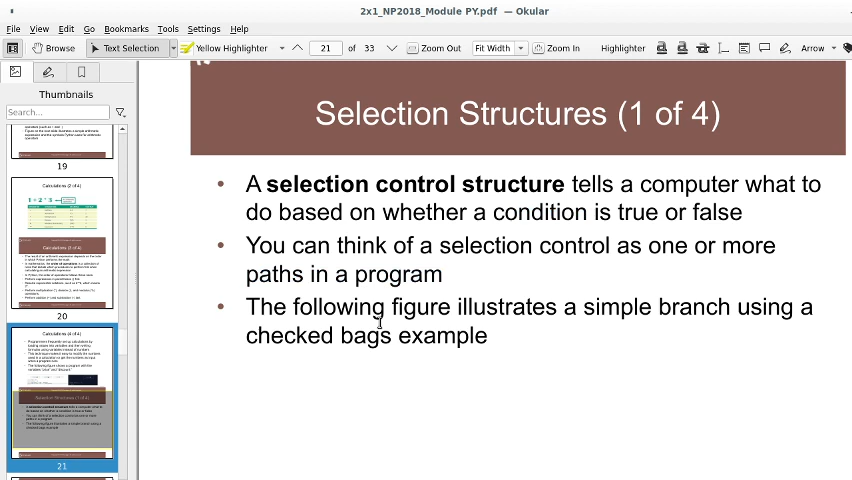 2x1_NP2018_Module PY.pdf — Okular
File View Edit Go Bookmarks Tools Settings Help
Browse Text Selection Yellow Highlighter 21 of 33 Zoom Out Fit Width Zoom In Highlighter Arrow
Thumbnails
Search...
19
Calculations (2 of 4)
Calculations (3 of 4)
20
Calculations (4 of 4)
Selection Structures (1 of 4)
21
Selection Structures (1 of 4)
• A selection control structure tells a computer what to
do based on whether a condition is true or false
• You can think of a selection control as one or more
paths in a program
• The following figure illustrates a simple branch using a
checked bags example